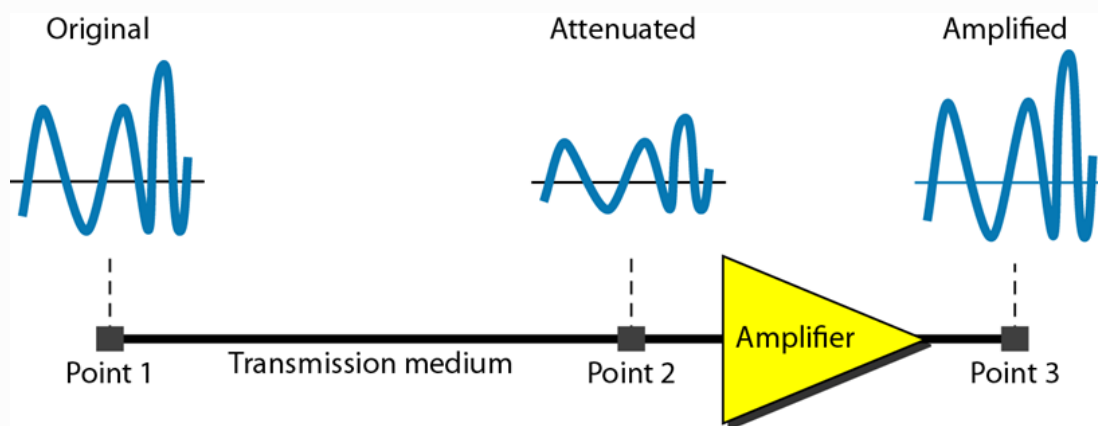 Original
Attenuated
Amplified
Amplifier
Transmission medium
Point 1
Point 2
Point 3